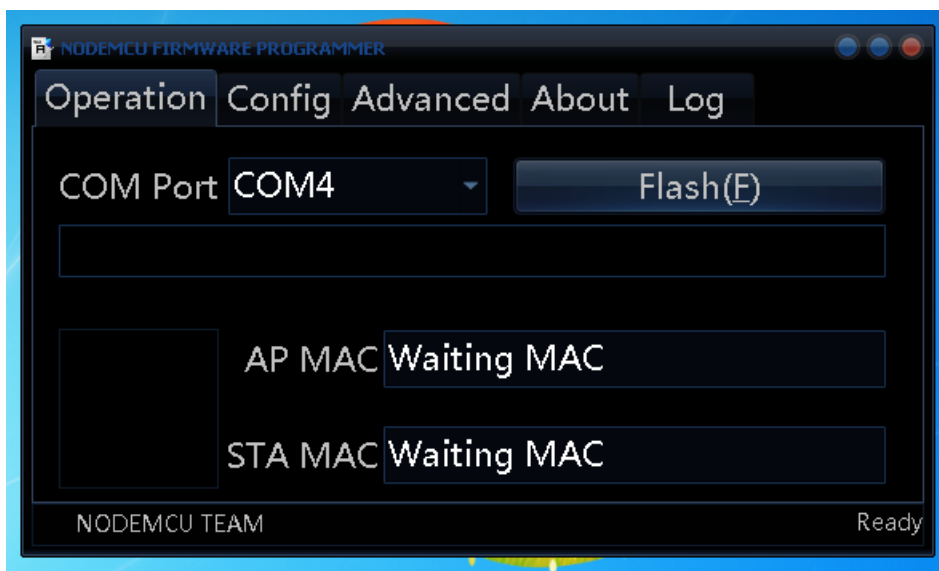 NODEMCU FIRMWARE PROGRAMMER
Operation Config Advanced About Log
COM Port COM4 Flash(F)
AP MAC Waiting MAC
STA MAC Waiting MAC
NODEMCU TEAM Ready